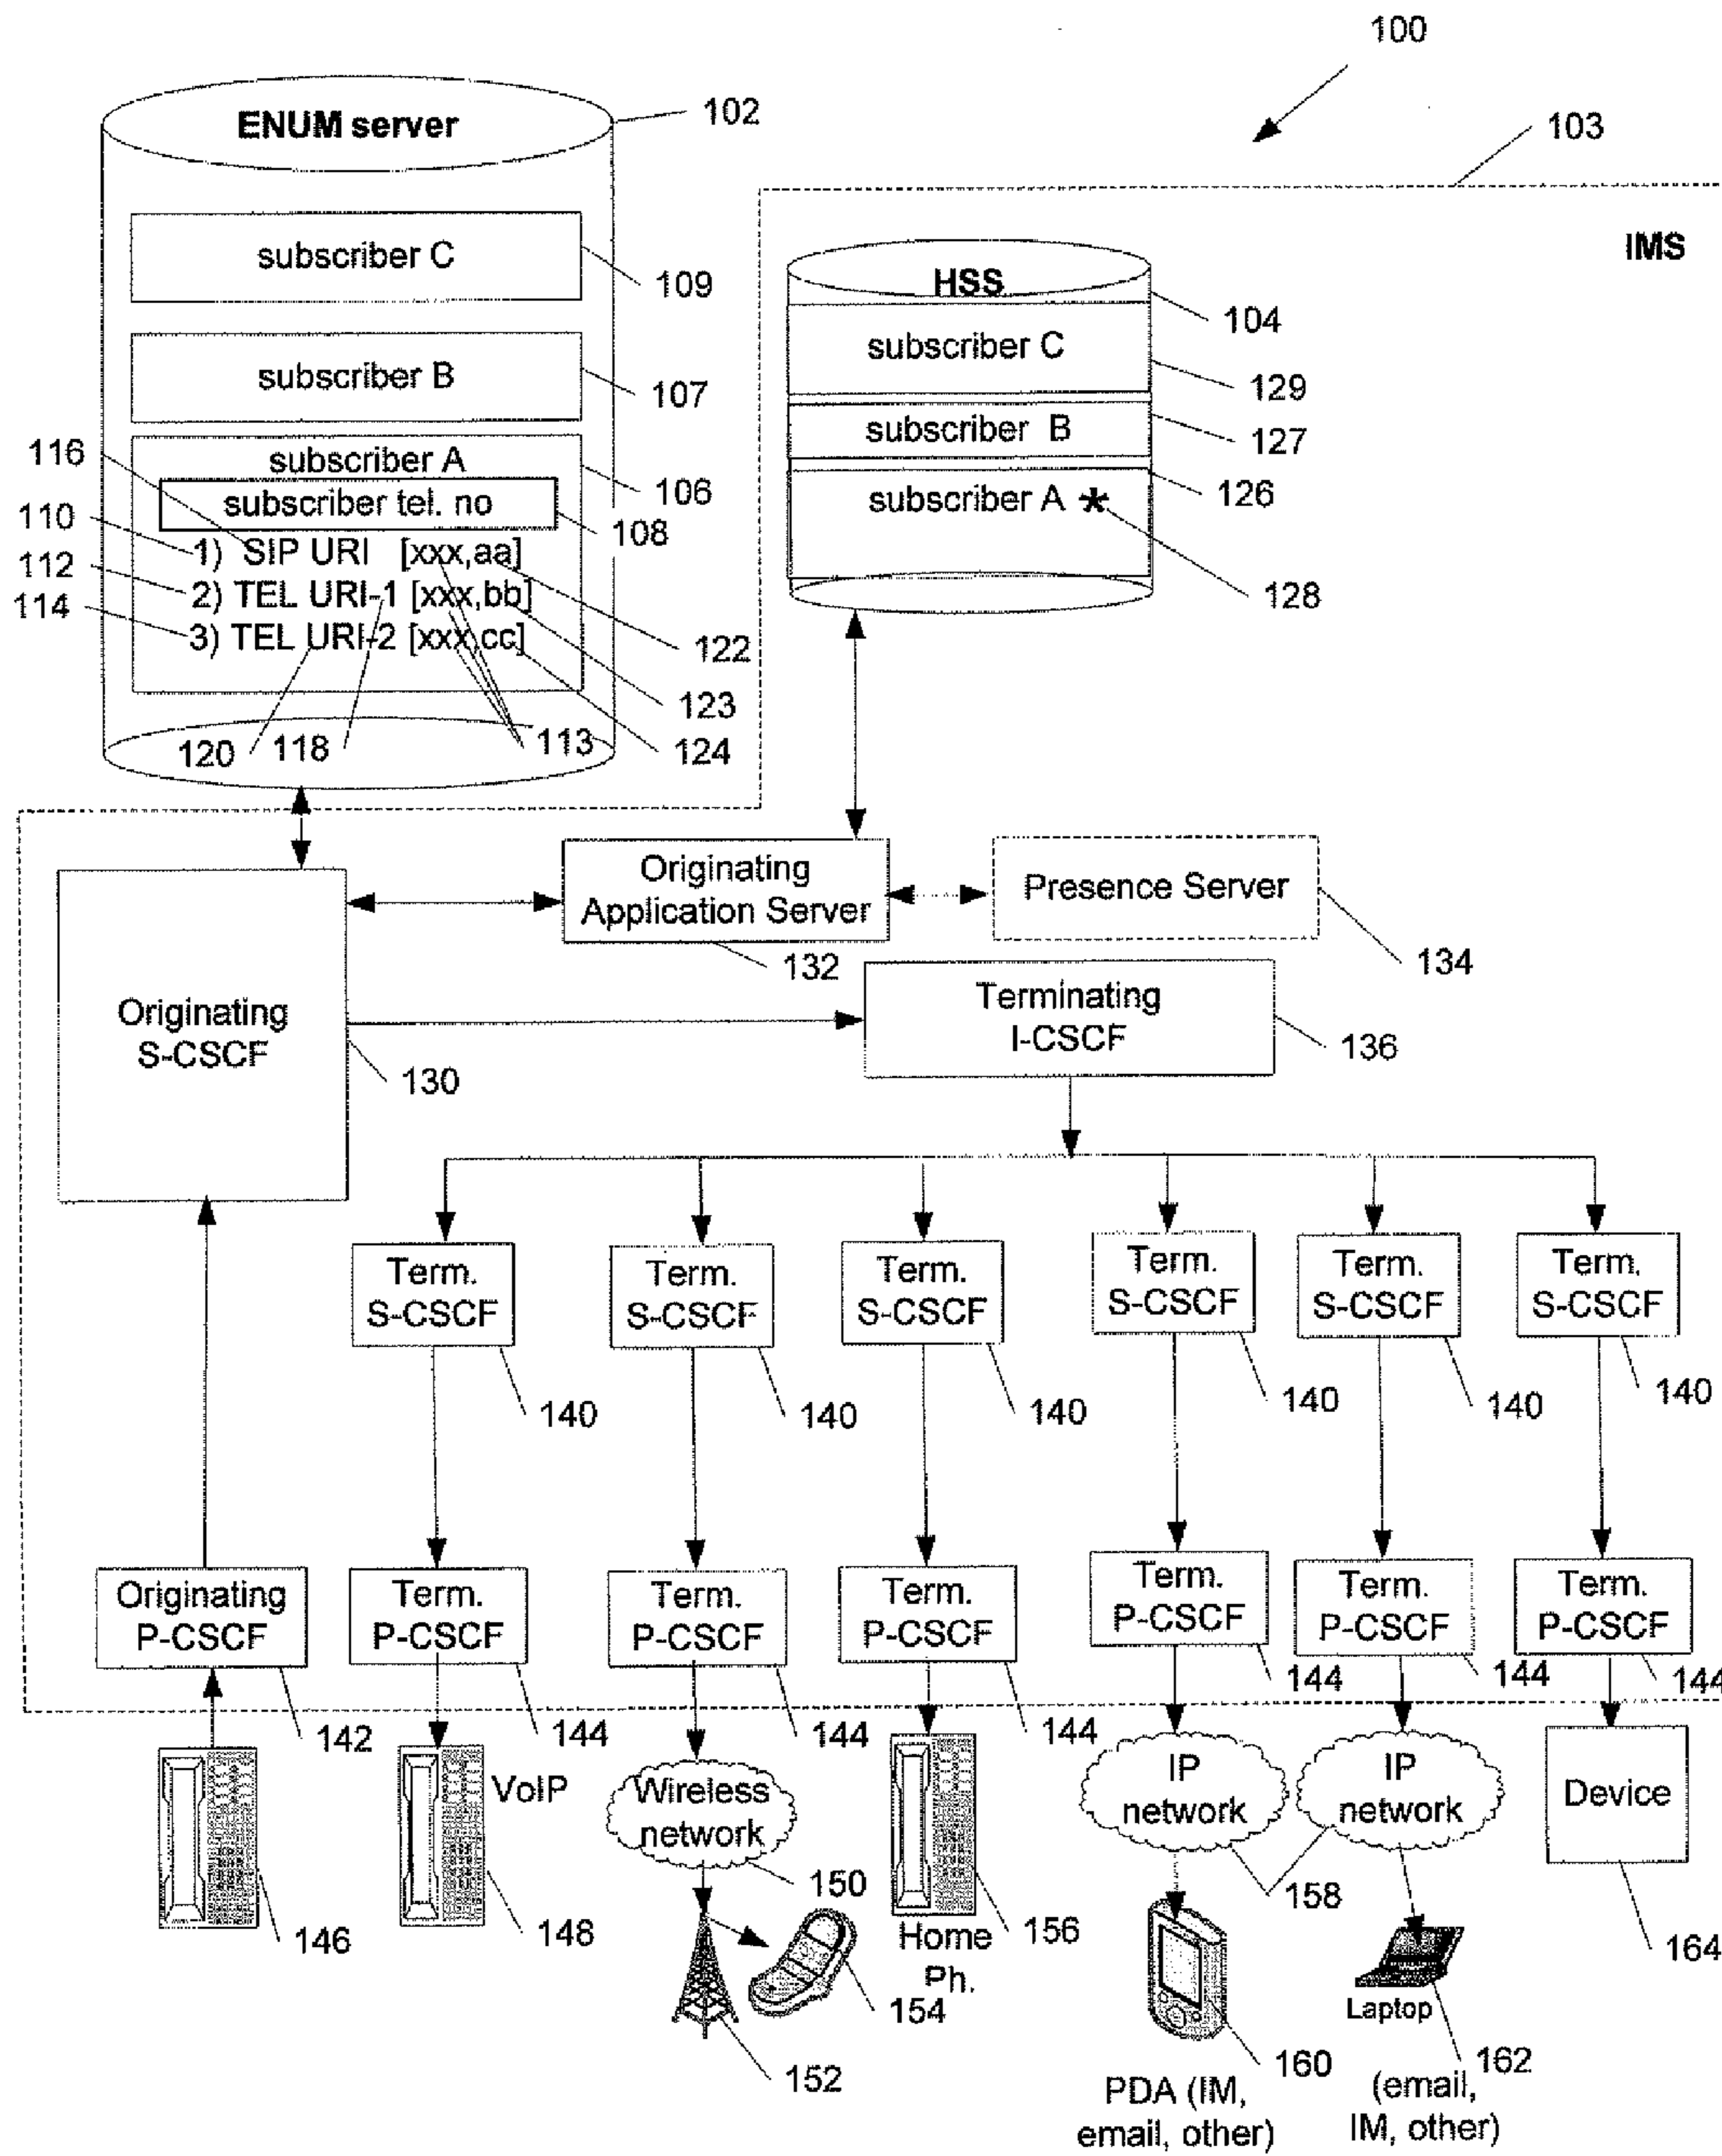 100
ENUM server
102
103
IMS
subscriber C
109
HSS
104
subscriber C
129
subscriber B
107
subscriber B
127
116
subscriber A
106
subscriber tel. no
108
subscriber A *
126
128
110
1) SIP URI [xxx,aa]
112
2) TEL URI-1 [xxx,bb]
114
3) TEL URI-2 [xxx,cc]
122
123
120
118
113
124
Originating
Application Server
132
Presence Server
134
Originating
S-CSCF
130
Terminating
I-CSCF
136
Term.
S-CSCF
140
Term.
S-CSCF
140
Term.
S-CSCF
140
Term.
S-CSCF
140
Term.
S-CSCF
140
Term.
S-CSCF
140
Originating
P-CSCF
142
Term.
P-CSCF
144
Term.
P-CSCF
144
Term.
P-CSCF
144
Term.
P-CSCF
144
Term.
P-CSCF
144
Term.
P-CSCF
144
146
VoIP
148
Wireless
network
150
152
154
Home
Ph.
156
IP
network
IP
network
158
Device
164
160
PDA (IM,
email, other)
Laptop
162
(email,
IM, other)